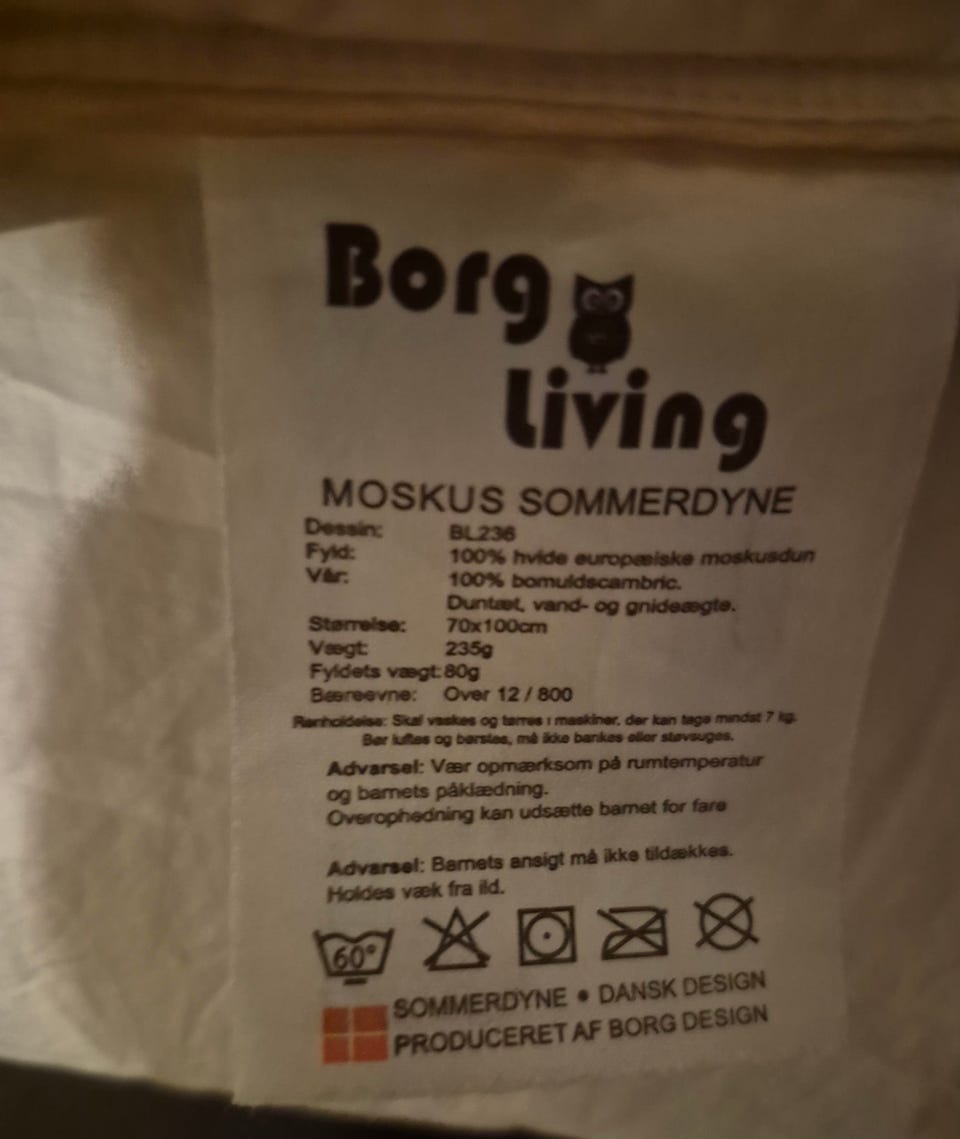 Borg
Living
MOSKUS SOMMERDYNE
Dessin: BL236
Fyld: 100% hvide europæiske moskusdun
Vår: 100% bomuldscambric.
Duntæt, vand- og gnideægte.
Størrelse: 70x100cm
Vægt: 235g
Fyldets vægt: 80g
Bæreevne: Over 12 / 800
Renholdelse: Skal vaskes og tørres i maskiner, der kan tage mindst 7 kg.
Bør luftes og børstes, må ikke bankes eller støvsuges.
Advarsel: Vær opmærksom på rumtemperatur
og barnets påklædning.
Overophedning kan udsætte barnet for fare
Advarsel: Barnets ansigt må ikke tildækkes.
Holdes væk fra ild.
60°
SOMMERDYNE • DANSK DESIGN
PRODUCERET AF BORG DESIGN